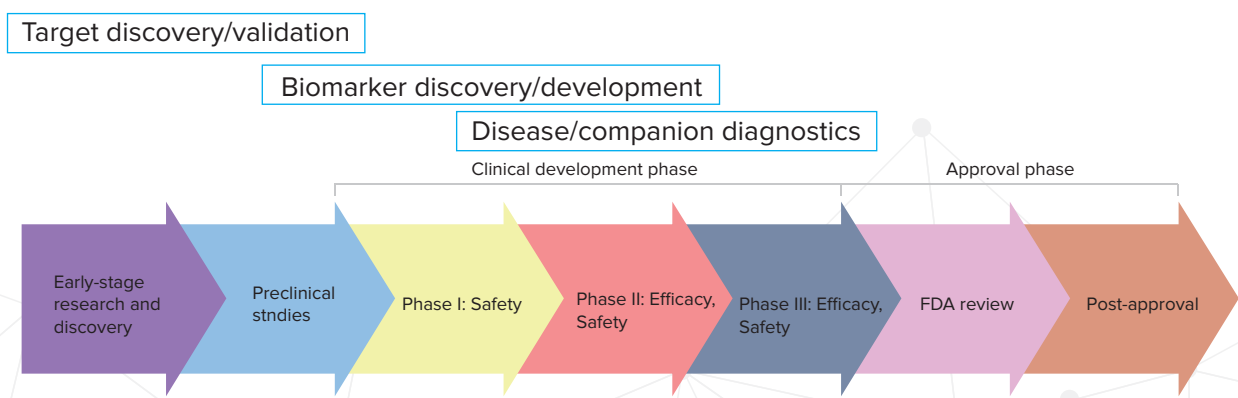 Target discovery/validation
Biomarker discovery/development
Disease/companion diagnostics
Clinical development phase
Approval phase
Early-stage
research and
discovery
Preclinical
stndies
Phase I: Safety
Phase II: Efficacy,
Safety
Phase III: Efficacy,
Safety
FDA review
Post-approval